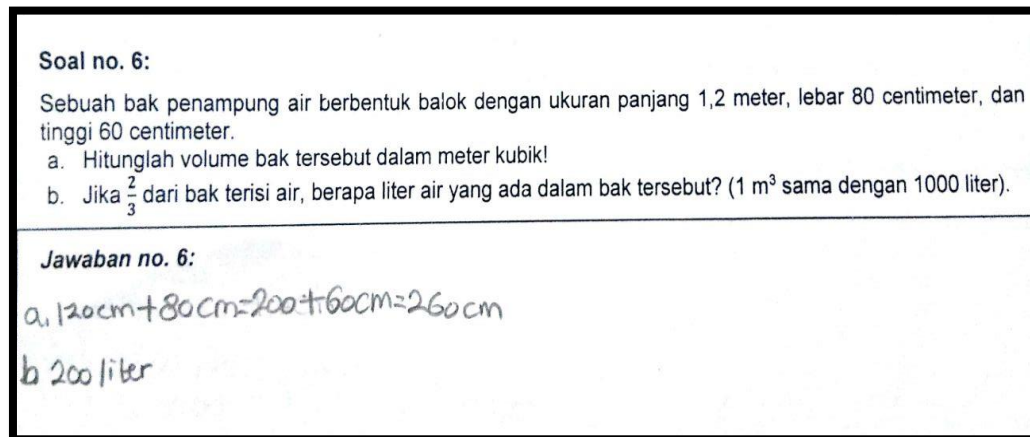 Soal no. 6:
Sebuah bak penampung air berbentuk balok dengan ukuran panjang 1,2 meter, lebar 80 centimeter, dan
tinggi 60 centimeter.
a. Hitunglah volume bak tersebut dalam meter kubik!
b. Jika 2/3 dari bak terisi air, berapa liter air yang ada dalam bak tersebut? (1 m³ sama dengan 1000 liter).
Jawaban no. 6:
a. 120cm+80cm=200+60cm=260cm
b 200 liter